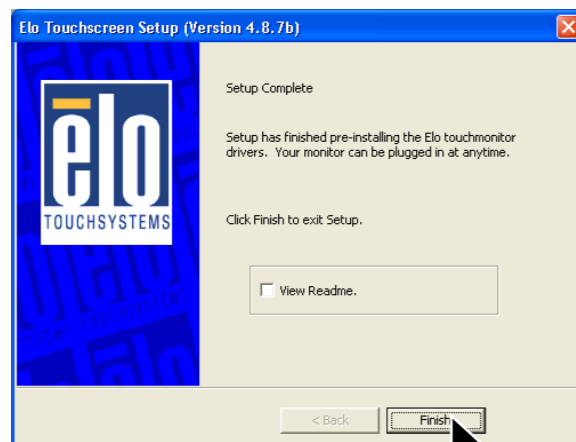 Elo Touchscreen Setup (Version 4.8.7b)
elo
TOUCHSYSTEMS
Setup Complete
Setup has finished pre-installing the Elo touchmonitor
drivers. Your monitor can be plugged in at anytime.
Click Finish to exit Setup.
View Readme.
< Back
Finish